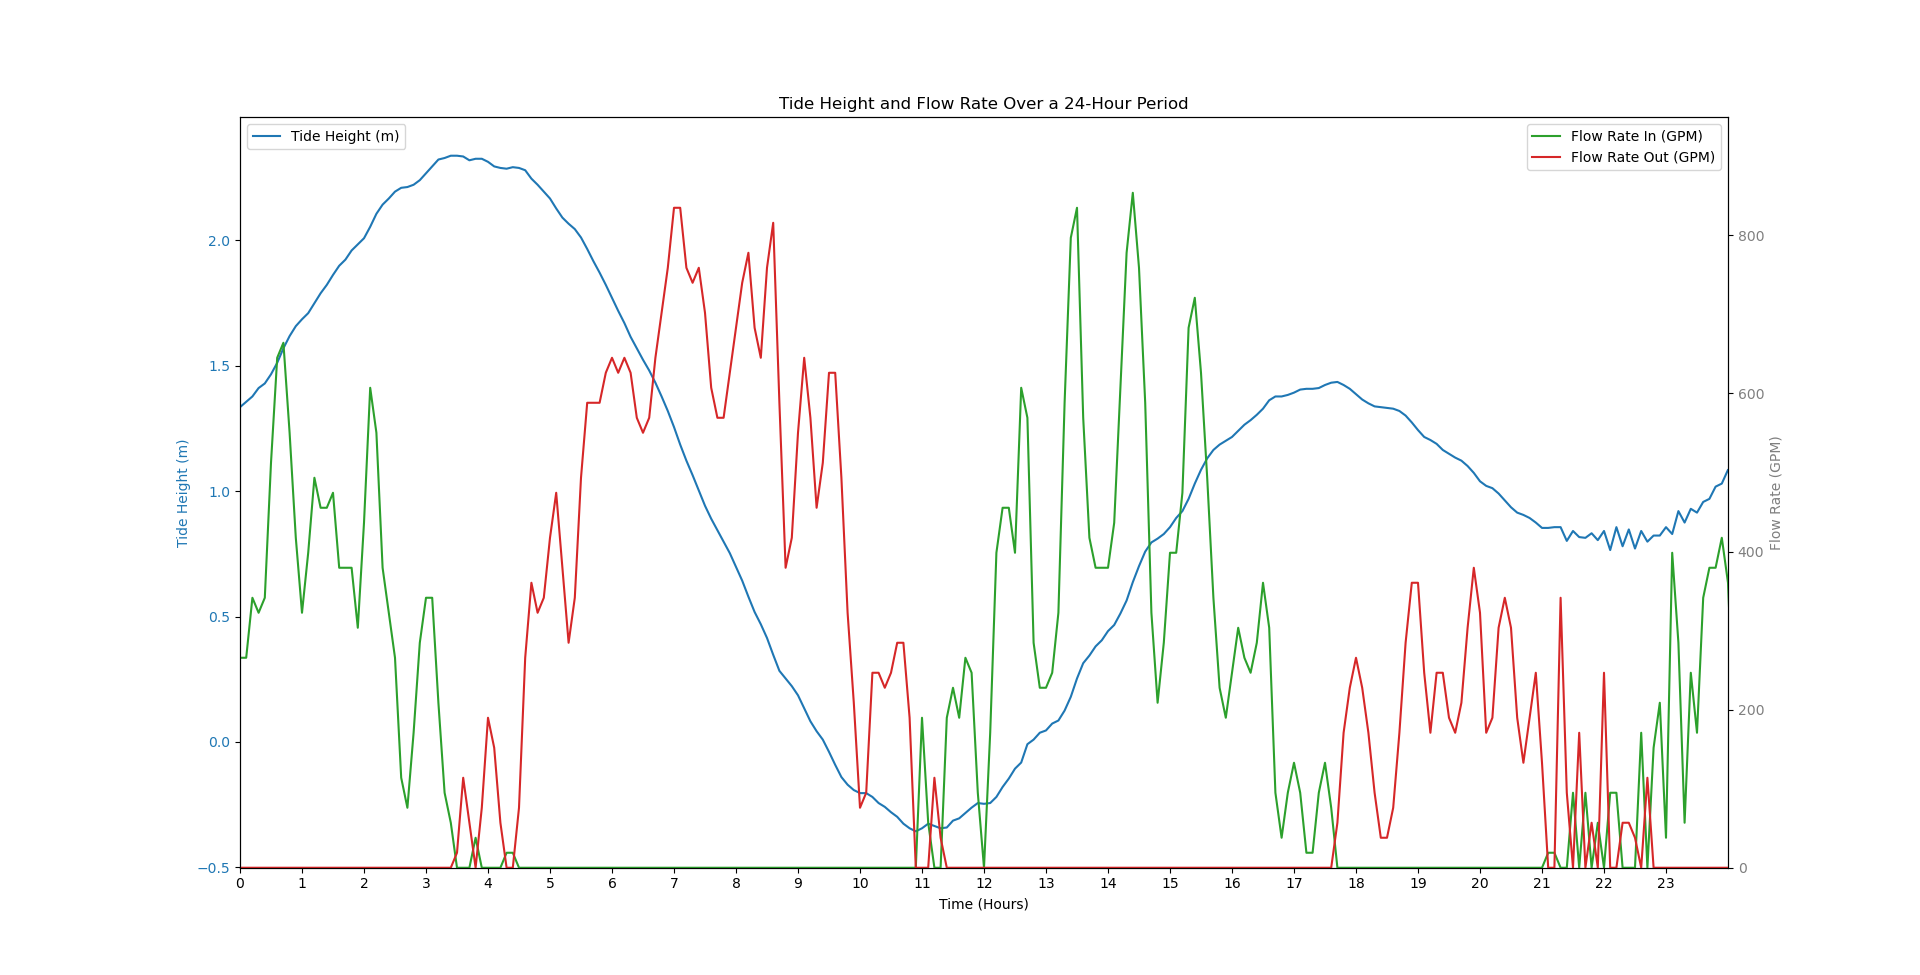 Tide Height and Flow Rate Over a 24-Hour Period
Tide Height (m)
Flow Rate In (GPM)
Flow Rate Out (GPM)
2.0
1.5
1.0
0.5
0.0
−0.5
Tide Height (m)
800
600
400
200
0
Flow Rate (GPM)
0 1 2 3 4 5 6 7 8 9 10 11 12 13 14 15 16 17 18 19 20 21 22 23
Time (Hours)